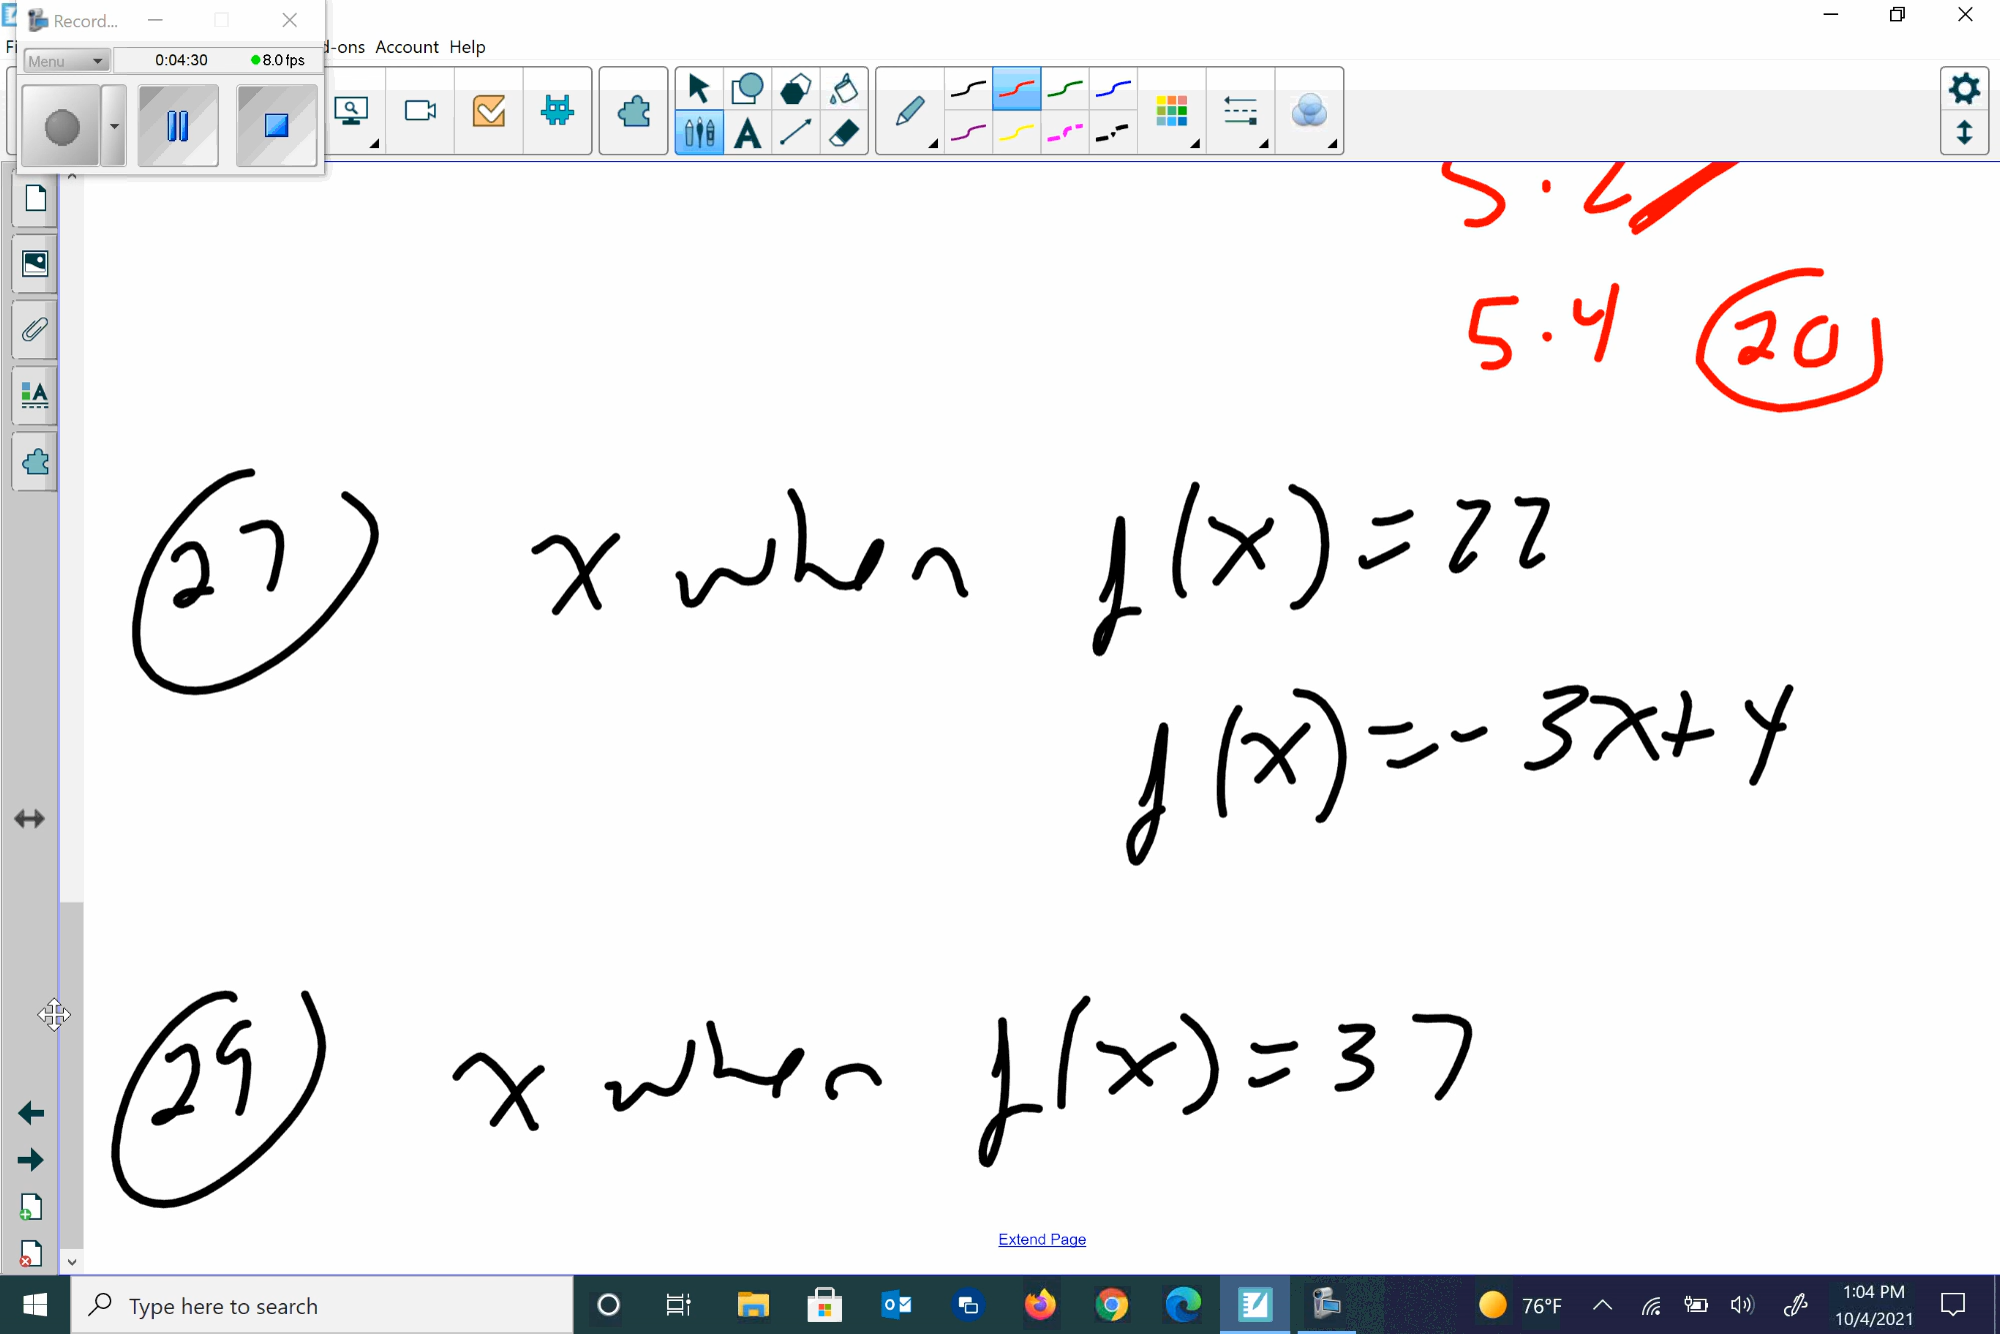 Record...
Menu
0:04:30
8.0 fps
d-ons Account Help
5.4 20
27 x when f(x)=22
f(x)=-3x+4
29 x when f(x)=37
Extend Page
Type here to search
76°F
1:04 PM
10/4/2021